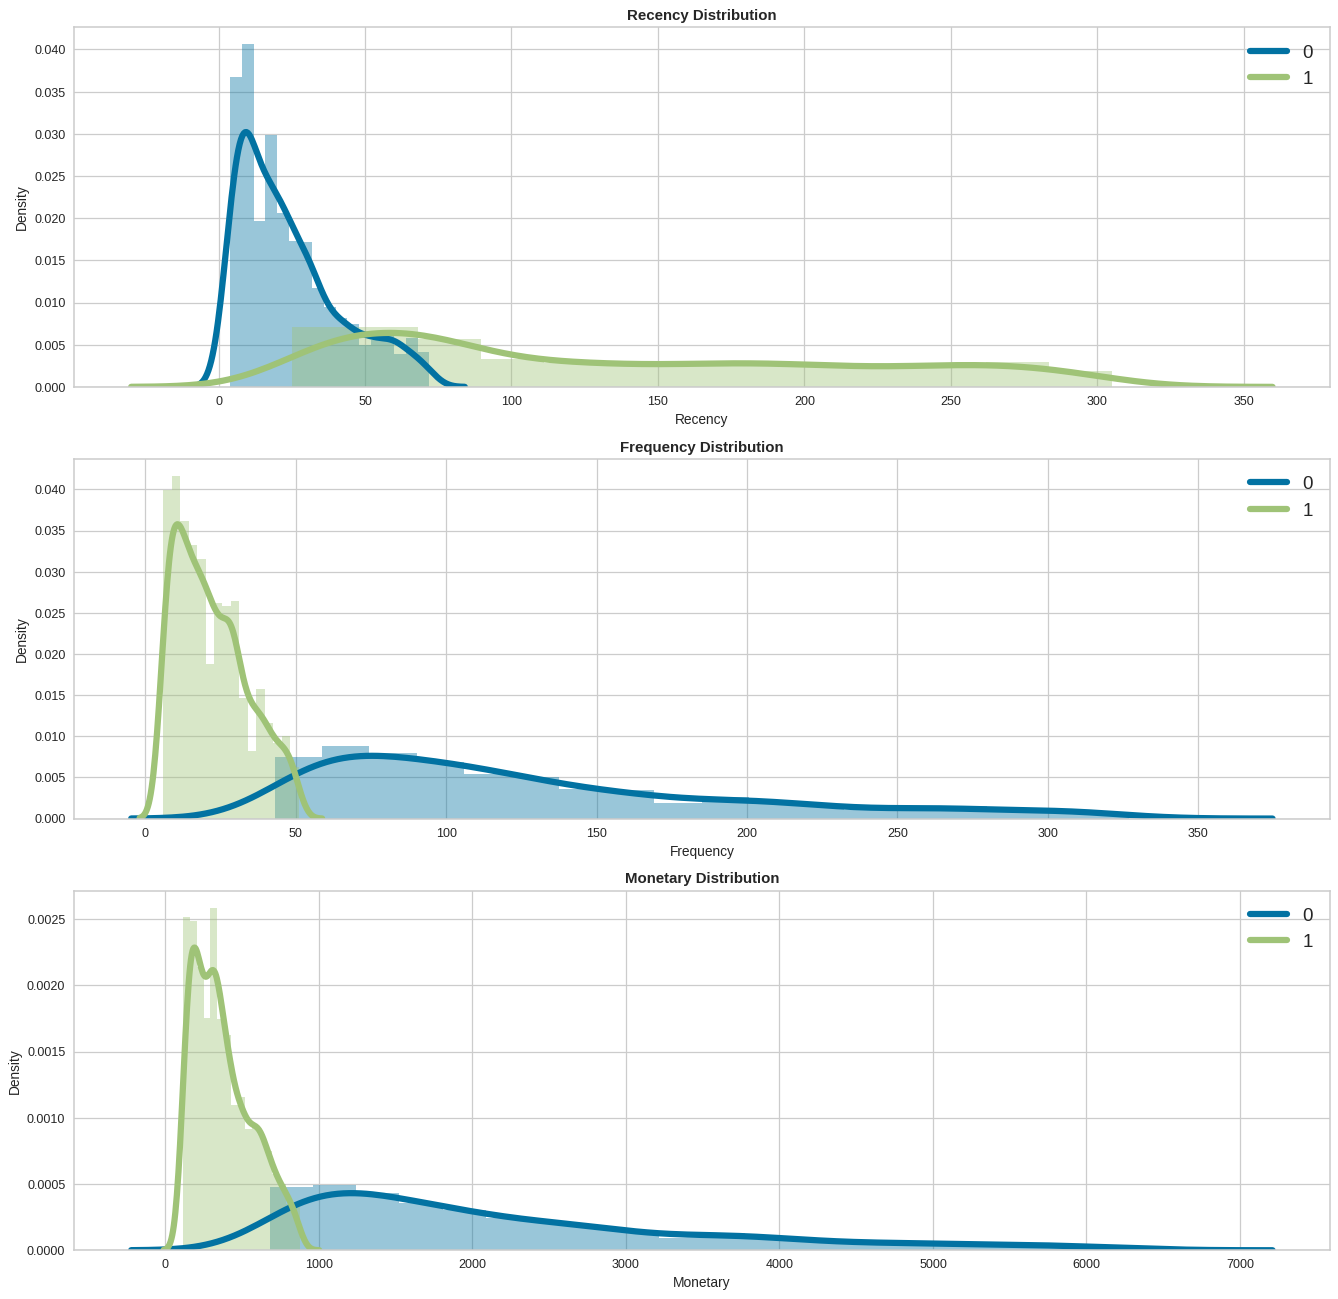 Recency Distribution
0.040
0.035
0.030
0.025
0.020
0.015
0.010
0.005
0.000
Density
0
1
0 50 100 150 200 250 300 350
Recency
Frequency Distribution
0.040
0.035
0.030
0.025
0.020
0.015
0.010
0.005
0.000
Density
0
1
0 50 100 150 200 250 300 350
Frequency
Monetary Distribution
0.0025
0.0020
0.0015
0.0010
0.0005
0.0000
Density
0
1
0 1000 2000 3000 4000 5000 6000 7000
Monetary